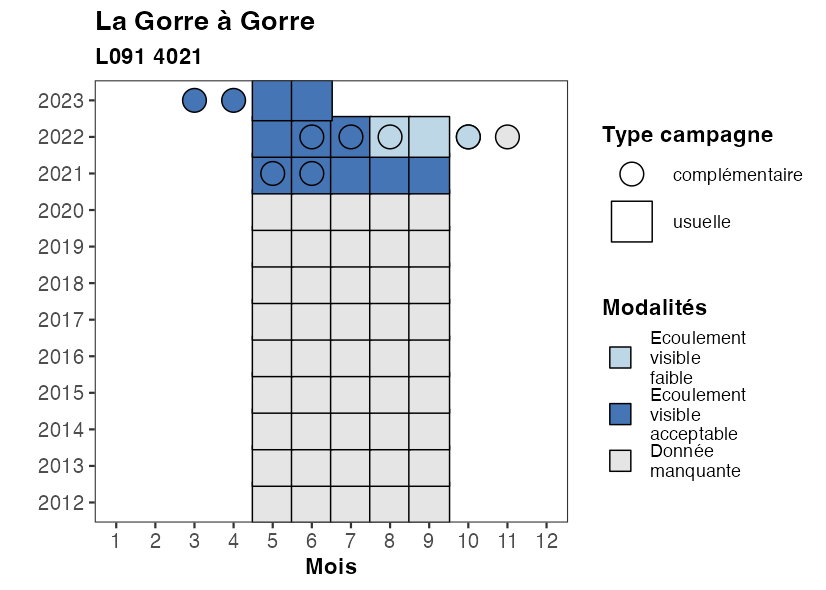 La Gorre à Gorre
L091 4021
2023
2022
2021
2020
2019
2018
2017
2016
2015
2014
2013
2012
1 2 3 4 5 6 7 8 9 10 11 12
Mois
Type campagne
complémentaire
usuelle
Modalités
Ecoulement
visible
faible
Ecoulement
visible
acceptable
Donnée
manquante